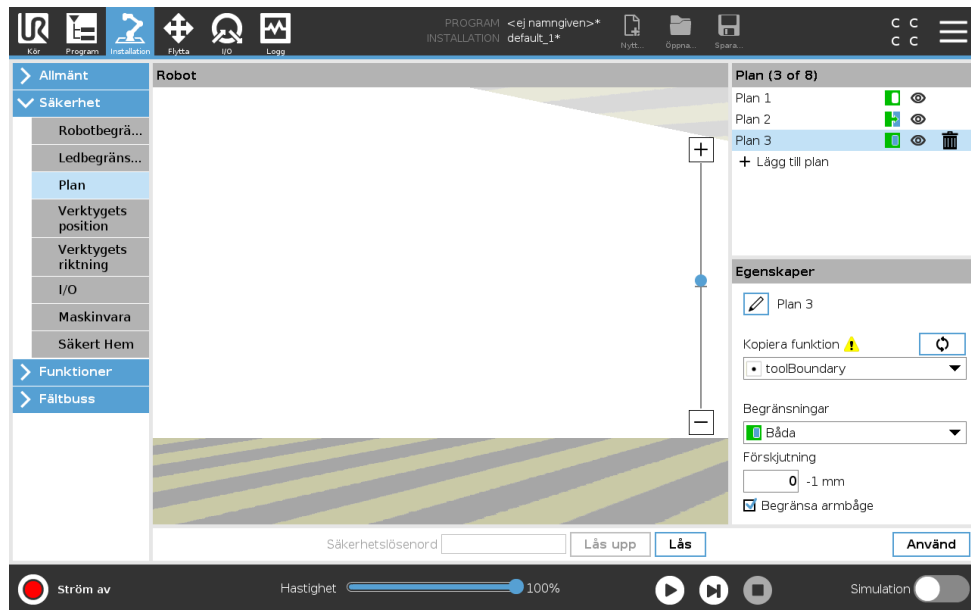 PROGRAM <ej namngiven>*
INSTALLATION default_1*
Kör Program Installation Flytta I/O Logg
Nytt... Öppna... Spara...
C C
C C
Allmänt
Säkerhet
Robotbegrä...
Ledbegräns...
Plan
Verktygets
position
Verktygets
riktning
I/O
Maskinvara
Säkert Hem
Funktioner
Fältbuss
Robot
Plan (3 of 8)
Plan 1
Plan 2
Plan 3
Lägg till plan
Egenskaper
Plan 3
Kopiera funktion
toolBoundary
Begränsningar
Båda
Förskjutning
0 -1 mm
Begränsa armbåge
Säkerhetslösenord Lås upp Lås Använd
Ström av Hastighet 100% Simulation